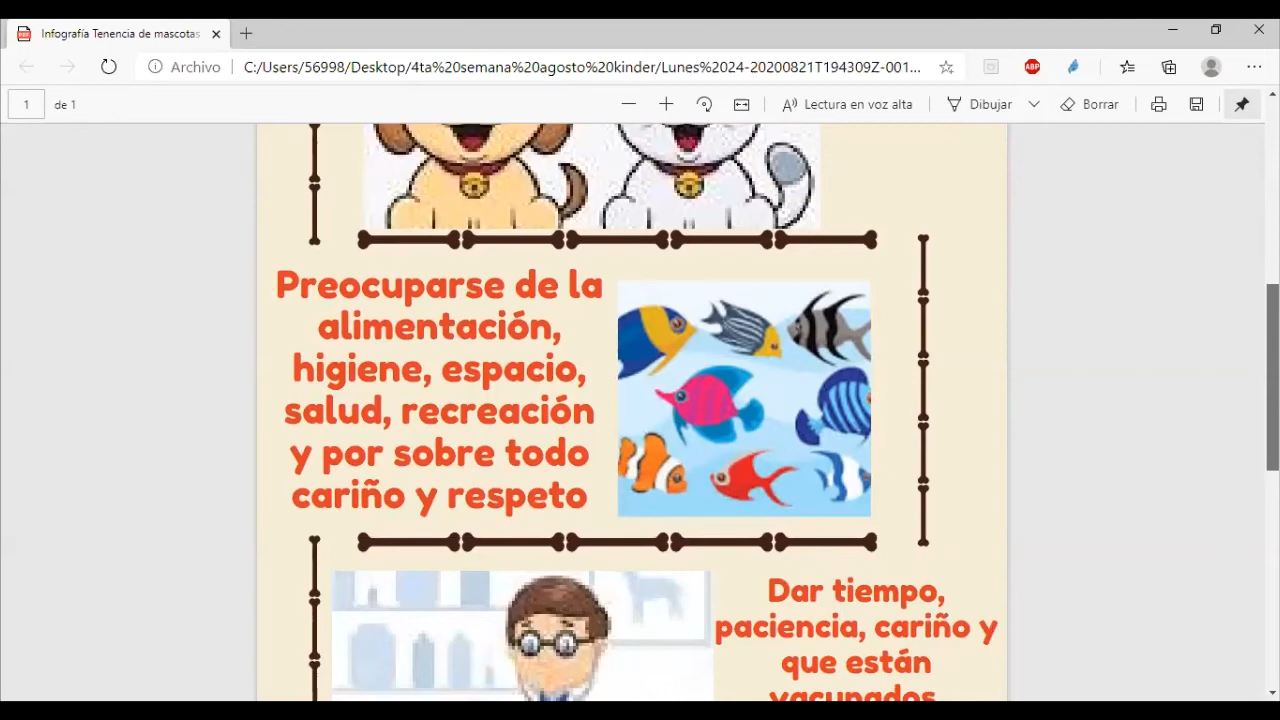 Infografía Tenencia de mascotas
Archivo
C:/Users/56998/Desktop/4ta%20semana%20agosto%20kinder/Lunes%2024-20200821T194309Z-001...
ABP
1
de 1
Lectura en voz alta
Dibujar
Borrar
Preocuparse de la
alimentación,
higiene, espacio,
salud, recreación
y por sobre todo
cariño y respeto
Dar tiempo,
paciencia, cariño y
que están
vacunados